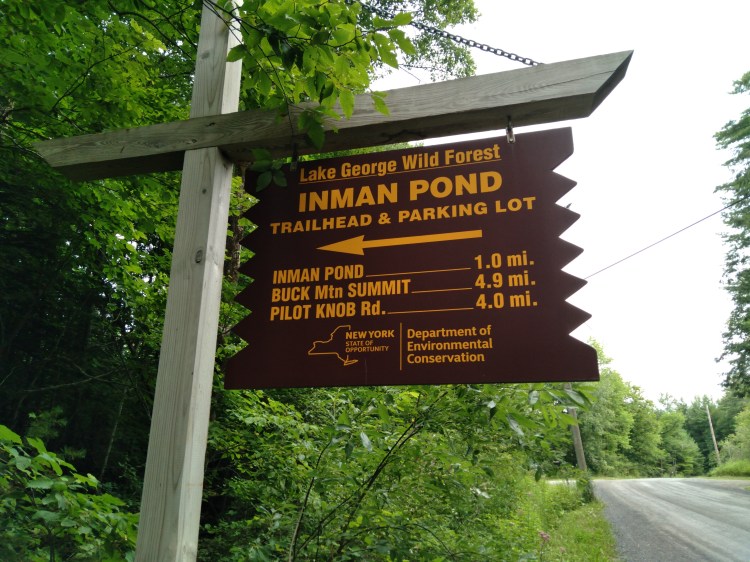 Lake George Wild Forest
INMAN POND
TRAILHEAD & PARKING LOT
INMAN POND 1.0 mi.
BUCK Mtn SUMMIT 4.9 mi.
PILOT KNOB Rd. 4.0 mi.
NEW YORK
STATE OF
OPPORTUNITY
Department of
Environmental
Conservation